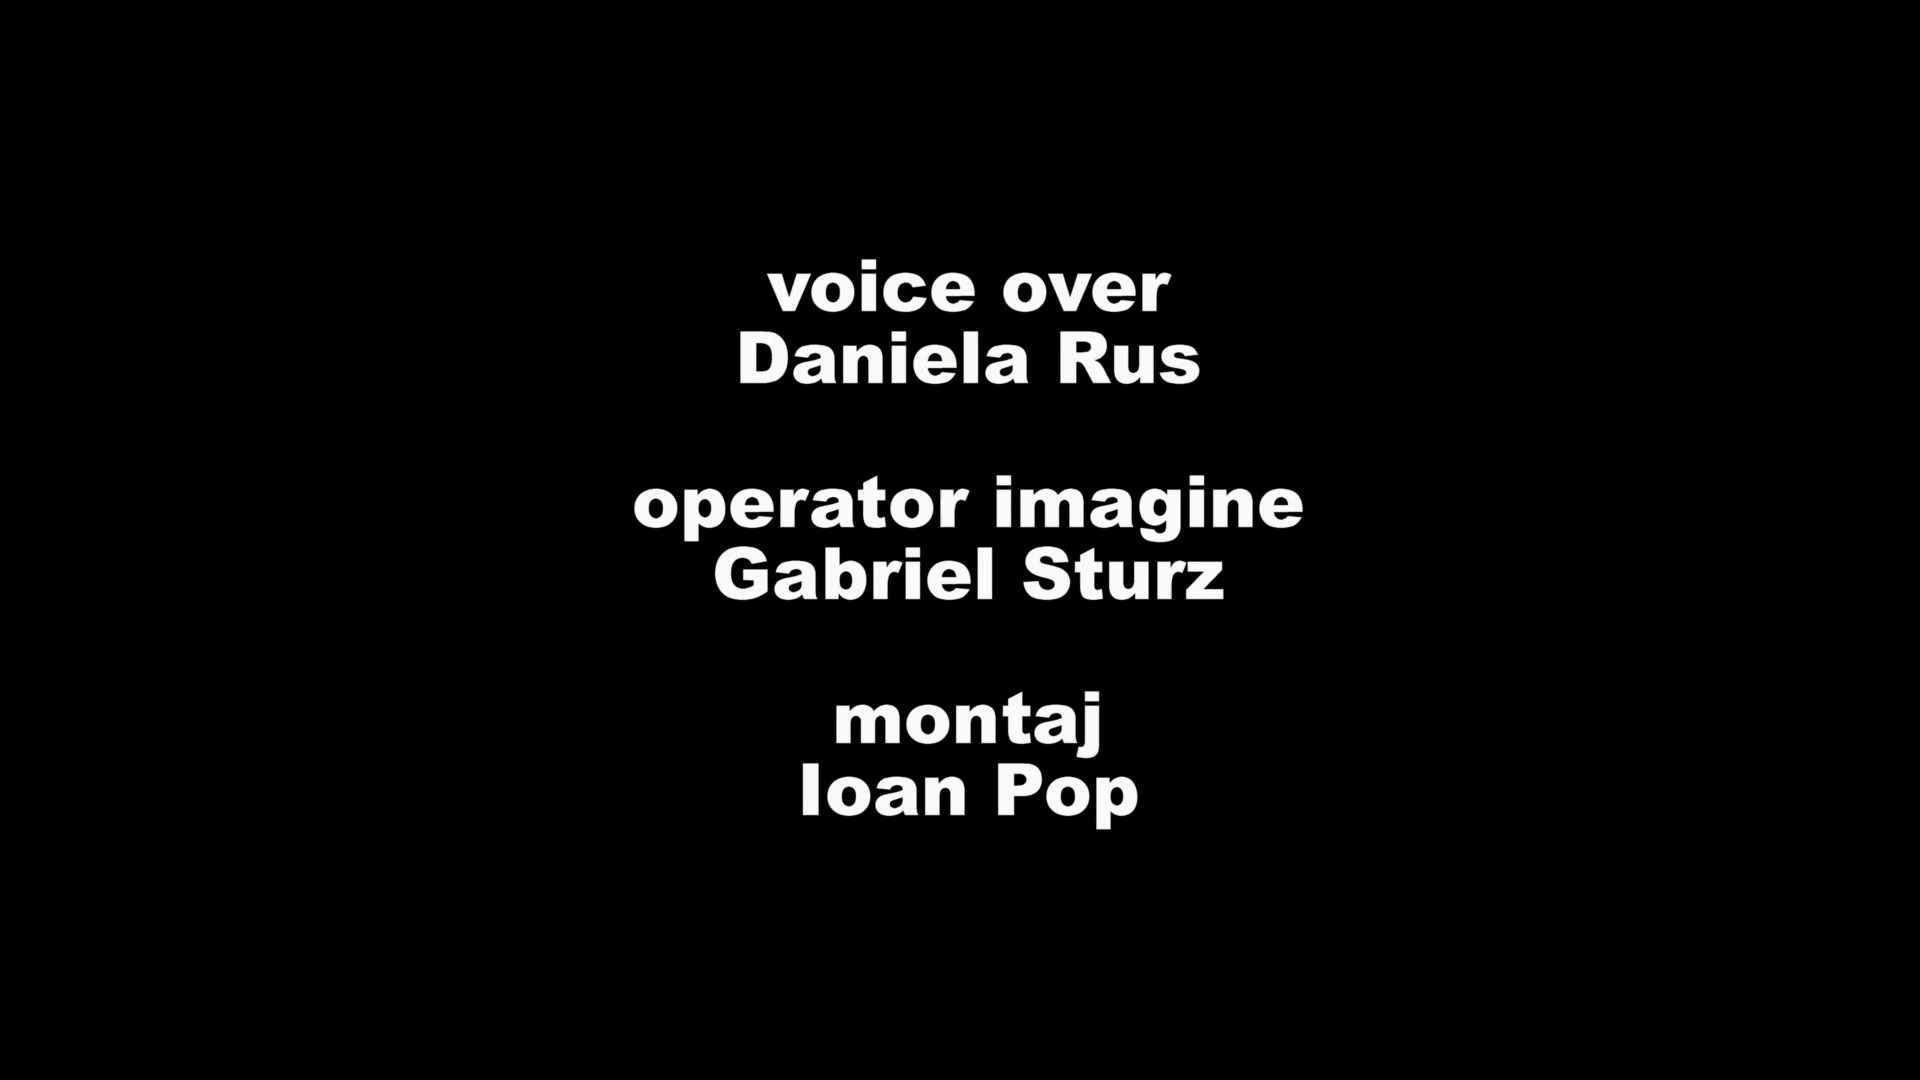 voice over
Daniela Rus
operator imagine
Gabriel Sturz
montaj
Ioan Pop